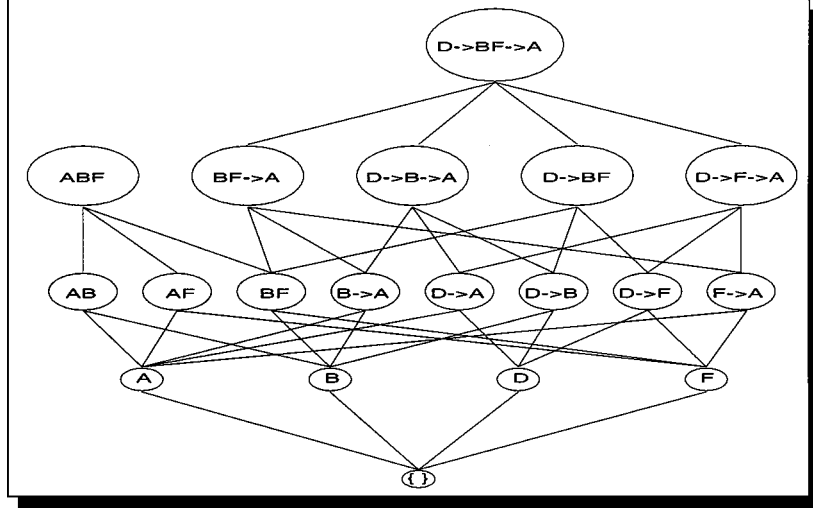 D->BF->A
ABF BF->A D->B->A D->BF D->F->A
AB AF BF B->A D->A D->B D->F F->A
A B D F
{ }